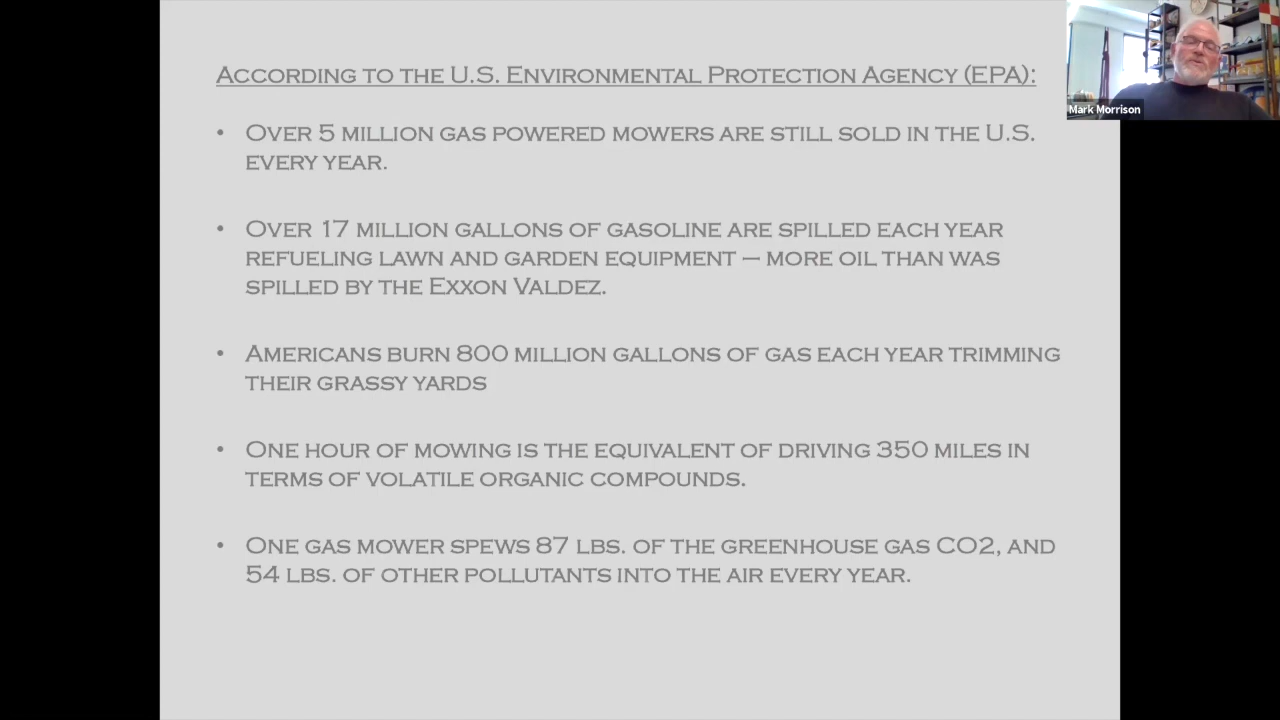 ACCORDING TO THE U.S. ENVIRONMENTAL PROTECTION AGENCY (EPA):
• OVER 5 MILLION GAS POWERED MOWERS ARE STILL SOLD IN THE U.S.
EVERY YEAR.
• OVER 17 MILLION GALLONS OF GASOLINE ARE SPILLED EACH YEAR
REFUELING LAWN AND GARDEN EQUIPMENT — MORE OIL THAN WAS
SPILLED BY THE EXXON VALDEZ.
• AMERICANS BURN 800 MILLION GALLONS OF GAS EACH YEAR TRIMMING
THEIR GRASSY YARDS
• ONE HOUR OF MOWING IS THE EQUIVALENT OF DRIVING 350 MILES IN
TERMS OF VOLATILE ORGANIC COMPOUNDS.
• ONE GAS MOWER SPEWS 87 LBS. OF THE GREENHOUSE GAS CO2, AND
54 LBS. OF OTHER POLLUTANTS INTO THE AIR EVERY YEAR.
Mark Morrison